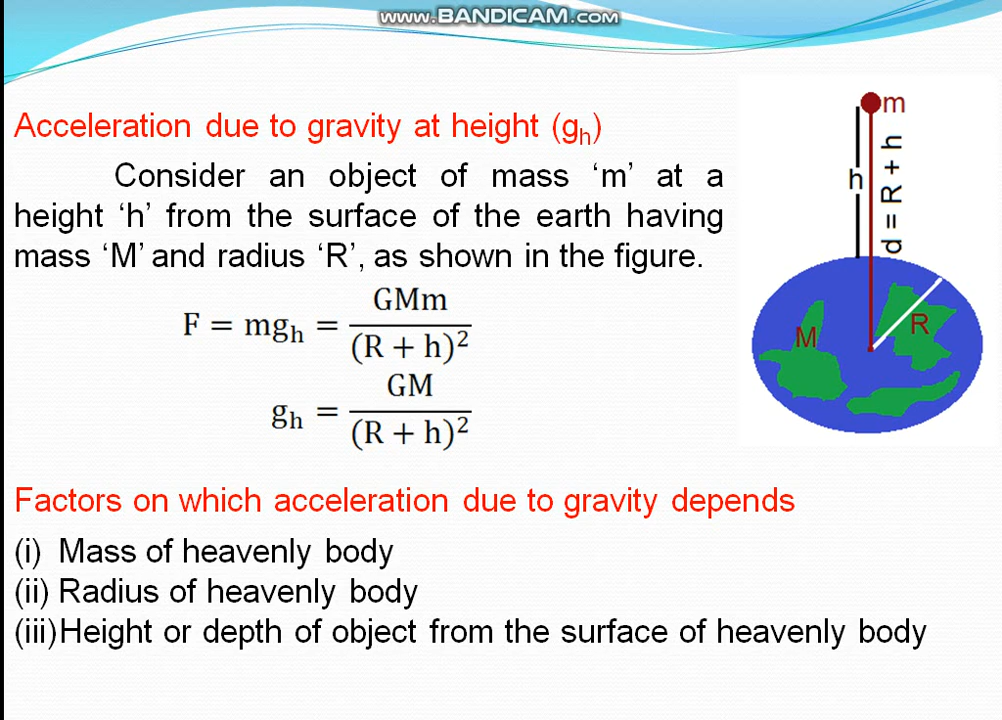 www.BANDICAM.com
Acceleration due to gravity at height (gₕ)
Consider an object of mass ‘m’ at a
height ‘h’ from the surface of the earth having
mass ‘M’ and radius ‘R’, as shown in the figure.
F = mgₕ = GMm / (R + h)²
gₕ = GM / (R + h)²
m
h
d = R + h
M
R
Factors on which acceleration due to gravity depends
(i) Mass of heavenly body
(ii) Radius of heavenly body
(iii)Height or depth of object from the surface of heavenly body